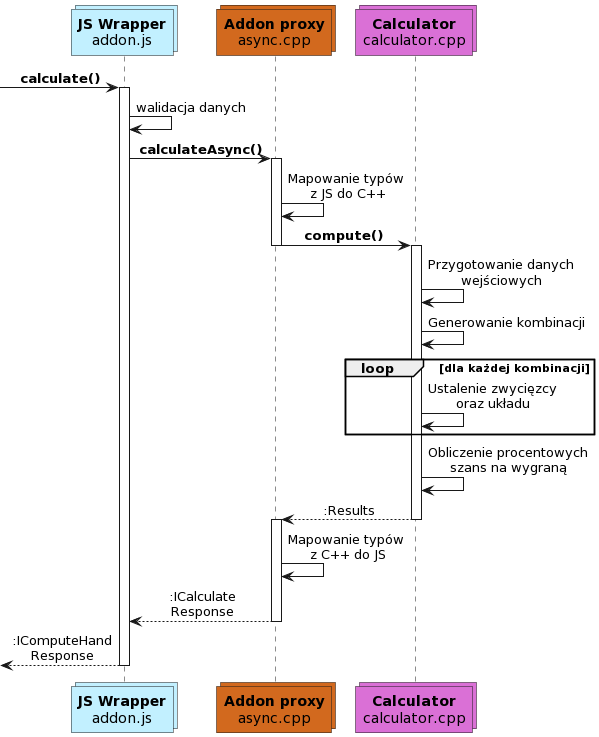 JS Wrapper
addon.js
Addon proxy
async.cpp
Calculator
calculator.cpp
calculate()
walidacja danych
calculateAsync()
Mapowanie typów
z JS do C++
compute()
Przygotowanie danych
wejściowych
Generowanie kombinacji
loop
[dla każdej kombinacji]
Ustalenie zwycięzcy
oraz układu
Obliczenie procentowych
szans na wygraną
:Results
Mapowanie typów
z C++ do JS
:ICalculate
Response
:IComputeHand
Response
JS Wrapper
addon.js
Addon proxy
async.cpp
Calculator
calculator.cpp